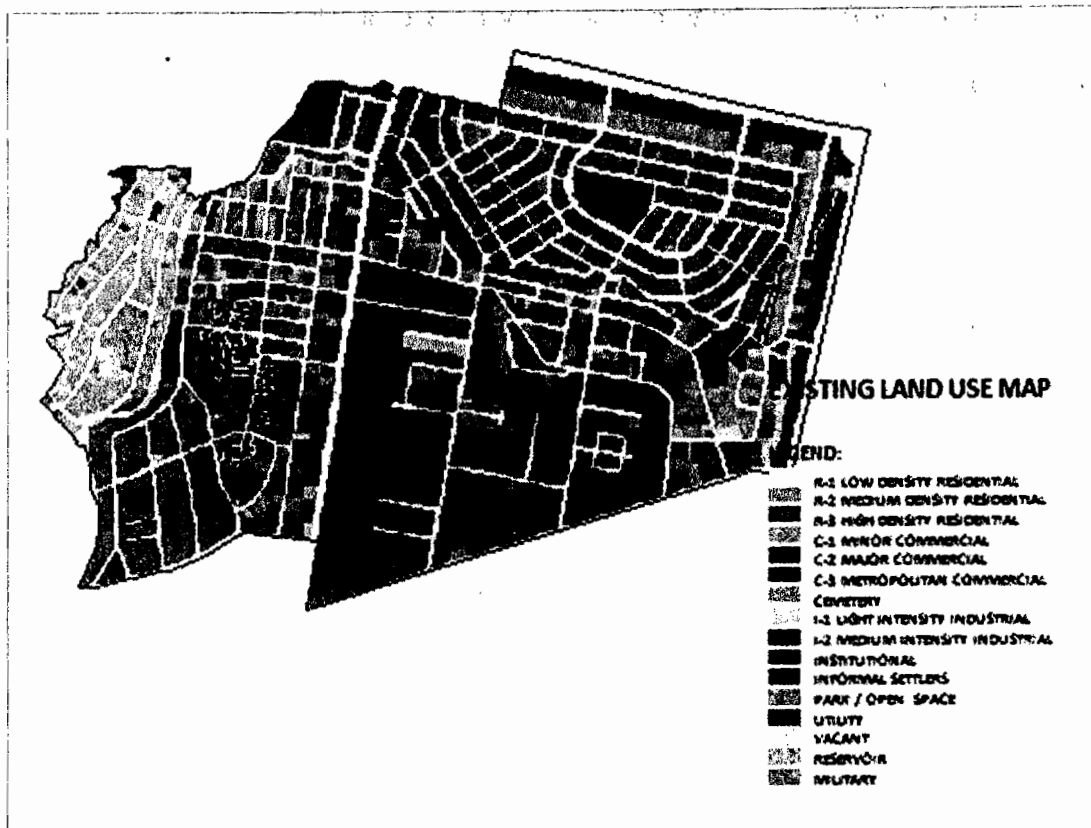 EXISTING LAND USE MAP
LEGEND:
R-1 LOW DENSITY RESIDENTIAL
R-2 MEDIUM DENSITY RESIDENTIAL
R-3 HIGH DENSITY RESIDENTIAL
C-1 MINOR COMMERCIAL
C-2 MAJOR COMMERCIAL
C-3 METROPOLITAN COMMERCIAL
CEMETERY
I-1 LIGHT INTENSITY INDUSTRIAL
I-2 MEDIUM INTENSITY INDUSTRIAL
INSTITUTIONAL
INFORMAL SETTLERS
PARK / OPEN SPACE
UTILITY
VACANT
RESERVOIR
MILITARY